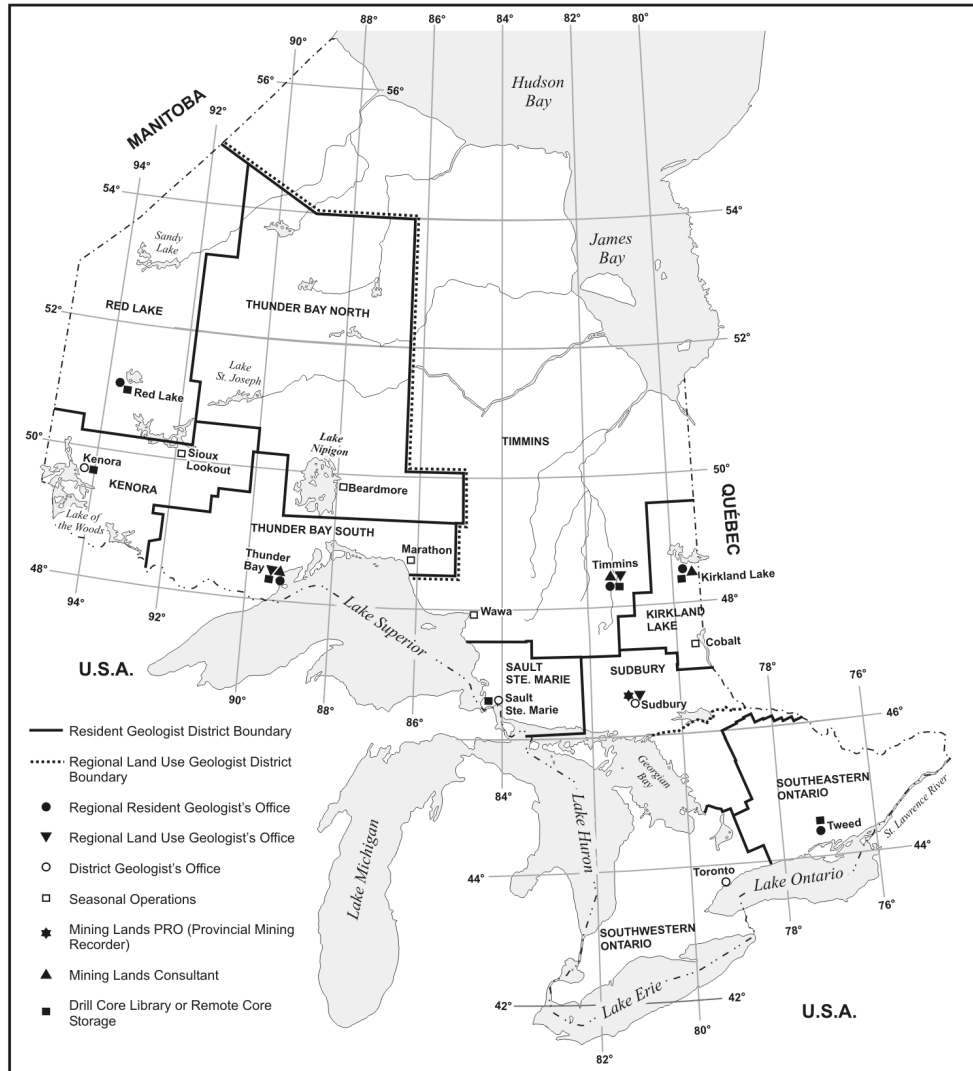 88°
86°
84°
82°
80°
90°
56°
56°
Hudson
Bay
MANITOBA
92°
94°
54°
54°
Sandy
Lake
James
Bay
RED LAKE
THUNDER BAY NORTH
52°
52°
Lake
St. Joseph
Red Lake
TIMMINS
50°
Sioux
Lookout
Lake
Nipigon
50°
Kenora
KENORA
Beardmore
QUÉBEC
Lake of
the Woods
THUNDER BAY SOUTH
Thunder
Bay
Marathon
Timmins
Kirkland Lake
48°
48°
94°
92°
Lake Superior
Wawa
KIRKLAND
LAKE
Cobalt
U.S.A.
SAULT
STE. MARIE
SUDBURY
78°
76°
90°
88°
86°
Sault
Ste. Marie
Sudbury
46°
Resident Geologist District Boundary
Regional Land Use Geologist District
Boundary
Regional Resident Geologist's Office
Regional Land Use Geologist's Office
District Geologist's Office
Seasonal Operations
Mining Lands PRO (Provincial Mining
Recorder)
Mining Lands Consultant
Drill Core Library or Remote Core
Storage
Georgian
Bay
84°
Lake Huron
Lake Michigan
SOUTHEASTERN
ONTARIO
St. Lawrence River
Tweed
44°
44°
Toronto
Lake Ontario
76°
78°
SOUTHWESTERN
ONTARIO
42°
Lake Erie
42°
80°
82°
U.S.A.